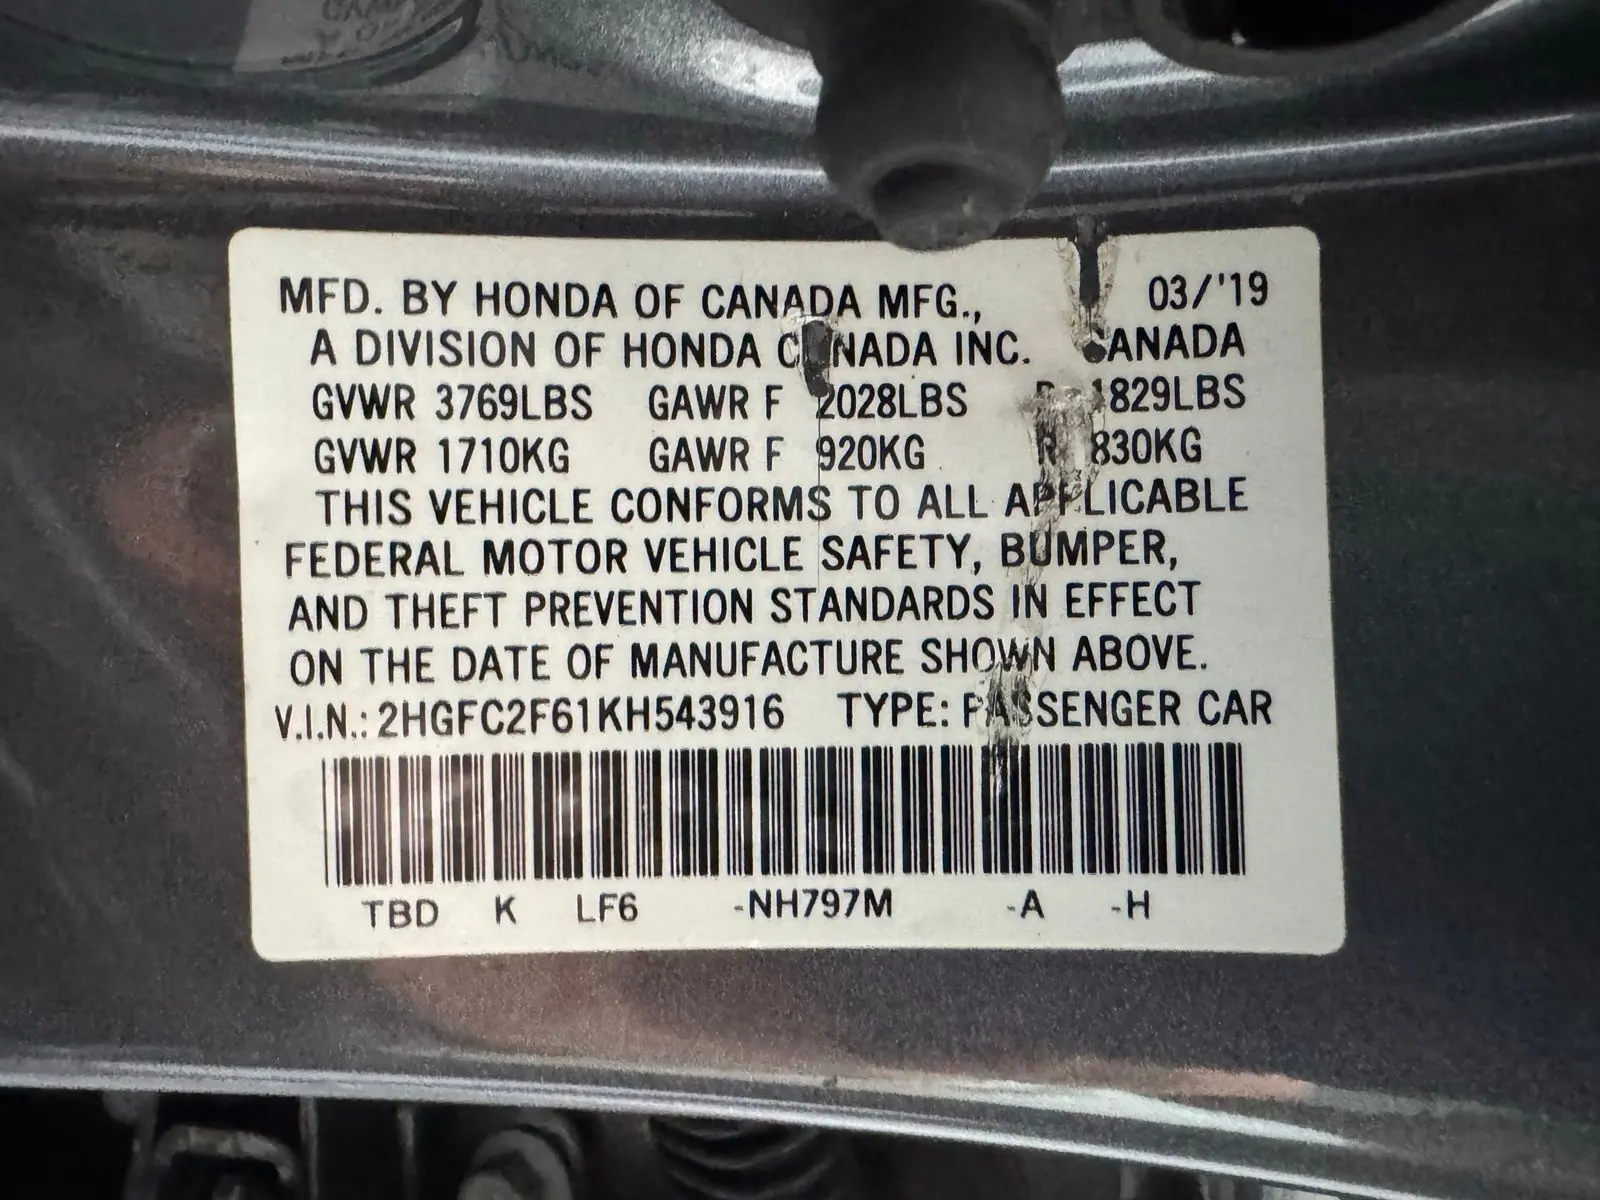 MFD. BY HONDA OF CANADA MFG., 03/'19
A DIVISION OF HONDA CANADA INC. CANADA
GVWR 3769LBS GAWR F 2028LBS R 1829LBS
GVWR 1710KG GAWR F 920KG R 830KG
THIS VEHICLE CONFORMS TO ALL APPLICABLE
FEDERAL MOTOR VEHICLE SAFETY, BUMPER,
AND THEFT PREVENTION STANDARDS IN EFFECT
ON THE DATE OF MANUFACTURE SHOWN ABOVE.
V.I.N.: 2HGFC2F61KH543916 TYPE: PASSENGER CAR
TBD K LF6 -NH797M -A -H